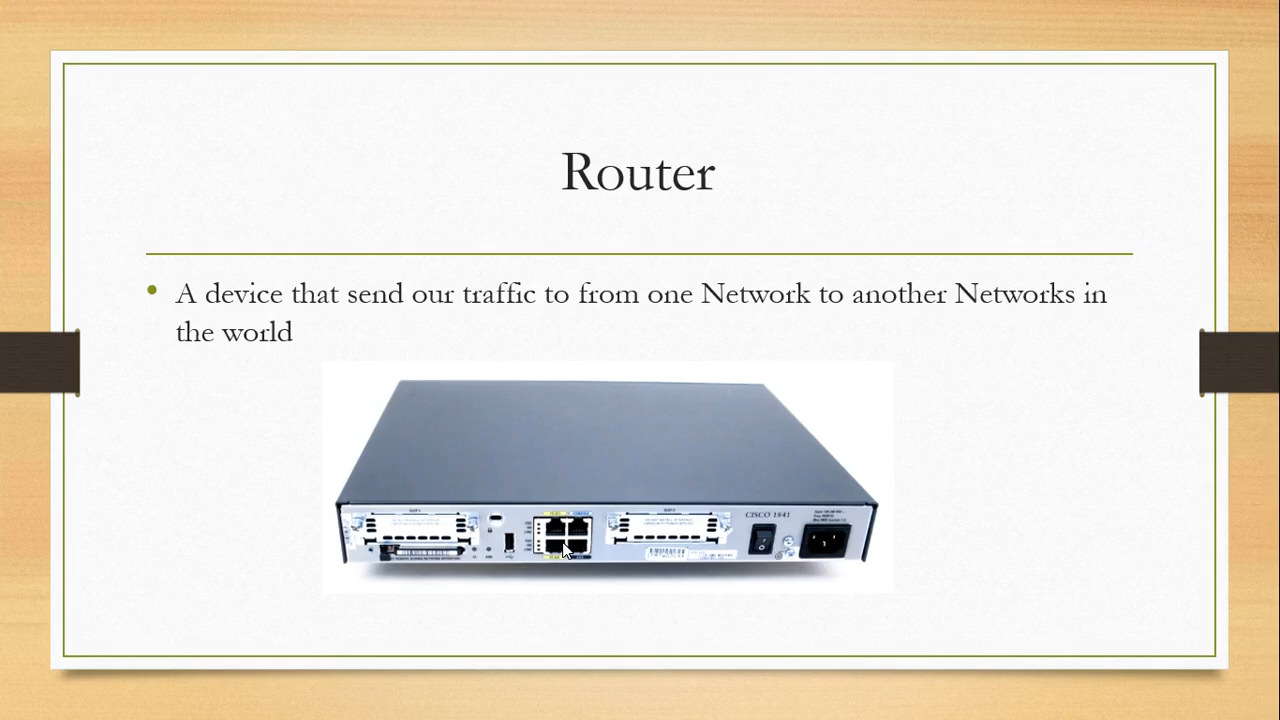 Router
A device that send our traffic to from one Network to another Networks in
the world
CISCO 1841